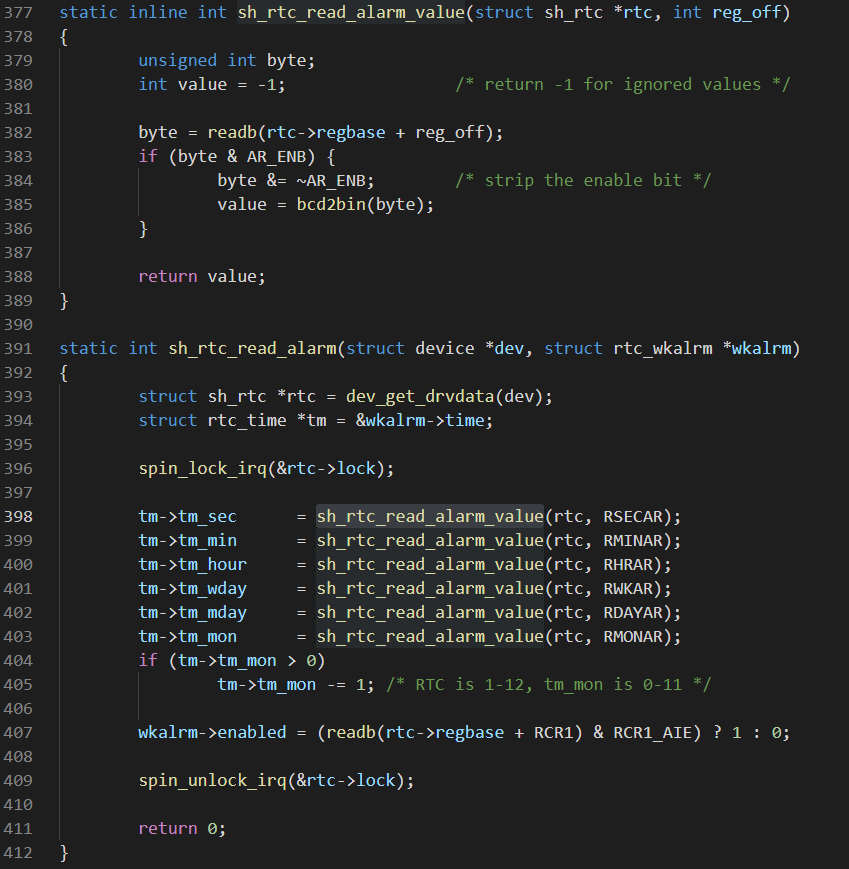 377 static inline int sh_rtc_read_alarm_value(struct sh_rtc *rtc, int reg_off)
378 {
379         unsigned int byte;
380         int value = -1;                 /* return -1 for ignored values */
381
382         byte = readb(rtc->regbase + reg_off);
383         if (byte & AR_ENB) {
384                 byte &= ~AR_ENB;        /* strip the enable bit */
385                 value = bcd2bin(byte);
386         }
387
388         return value;
389 }
390
391 static int sh_rtc_read_alarm(struct device *dev, struct rtc_wkalrm *wkalrm)
392 {
393         struct sh_rtc *rtc = dev_get_drvdata(dev);
394         struct rtc_time *tm = &wkalrm->time;
395
396         spin_lock_irq(&rtc->lock);
397
398         tm->tm_sec      = sh_rtc_read_alarm_value(rtc, RSECAR);
399         tm->tm_min      = sh_rtc_read_alarm_value(rtc, RMINAR);
400         tm->tm_hour     = sh_rtc_read_alarm_value(rtc, RHRAR);
401         tm->tm_wday     = sh_rtc_read_alarm_value(rtc, RWKAR);
402         tm->tm_mday     = sh_rtc_read_alarm_value(rtc, RDAYAR);
403         tm->tm_mon      = sh_rtc_read_alarm_value(rtc, RMONAR);
404         if (tm->tm_mon > 0)
405                 tm->tm_mon -= 1; /* RTC is 1-12, tm_mon is 0-11 */
406
407         wkalrm->enabled = (readb(rtc->regbase + RCR1) & RCR1_AIE) ? 1 : 0;
408
409         spin_unlock_irq(&rtc->lock);
410
411         return 0;
412 }